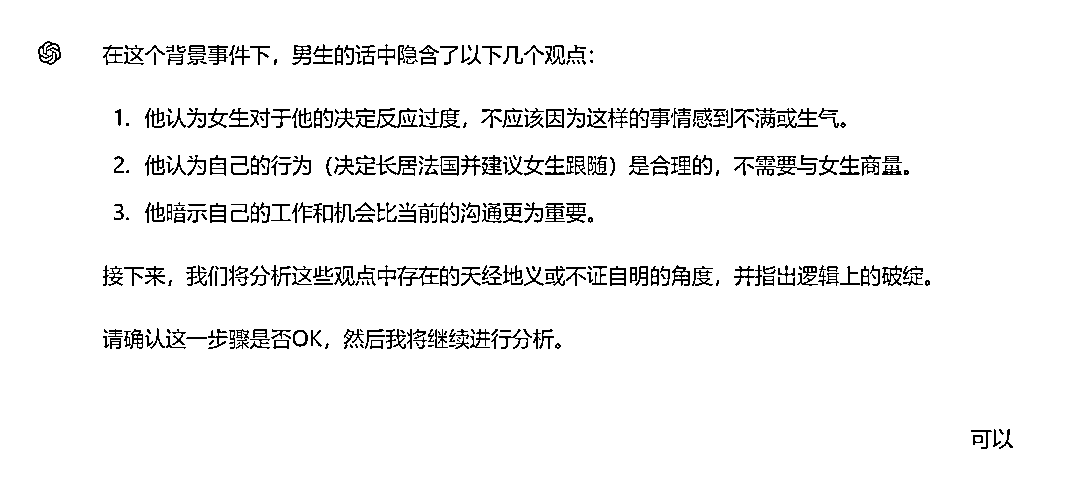 在这个背景事件下，男生的话中隐含了以下几个观点：
1. 他认为女生对于他的决定反应过度，不应该因为这样的事情感到不满或生气。
2. 他认为自己的行为（决定长居法国并建议女生跟随）是合理的，不需要与女生商量。
3. 他暗示自己的工作和机会比当前的沟通更为重要。
接下来，我们将分析这些观点中存在的天经地义或不证自明的角度，并指出逻辑上的破绽。
请确认这一步骤是否OK，然后我将继续进行分析。
可以